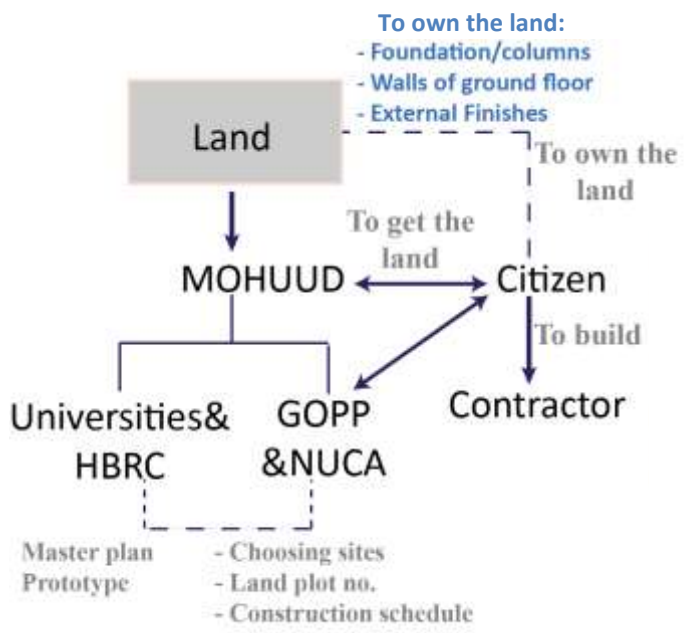 To own the land:
- Foundation/columns
- Walls of ground floor
- External Finishes
Land
To own the
land
To get the
land
MOHUUD
Citizen
To build
Universities&
HBRC
GOPP
&NUCA
Contractor
Master plan
Prototype
- Choosing sites
- Land plot no.
- Construction schedule